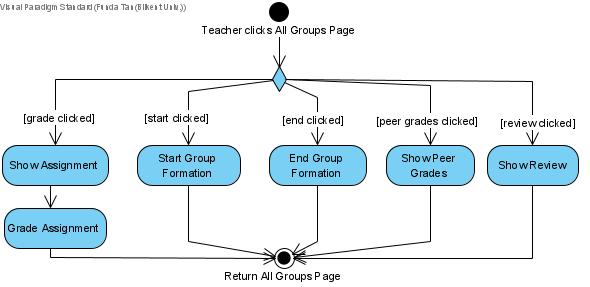 Visual Paradigm Standard (Funda Tan (Bilkent Univ.))
Teacher clicks All Groups Page
[grade clicked]
[start clicked]
[end clicked]
[peer grades clicked]
[review clicked]
Show Assignment
Start Group
Formation
End Group
Formation
Show Peer
Grades
Show Review
Grade Assignment
Return All Groups Page